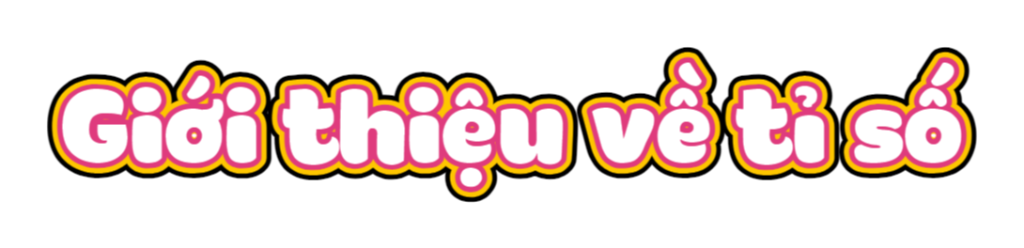 Giới thiệu về tỉ số